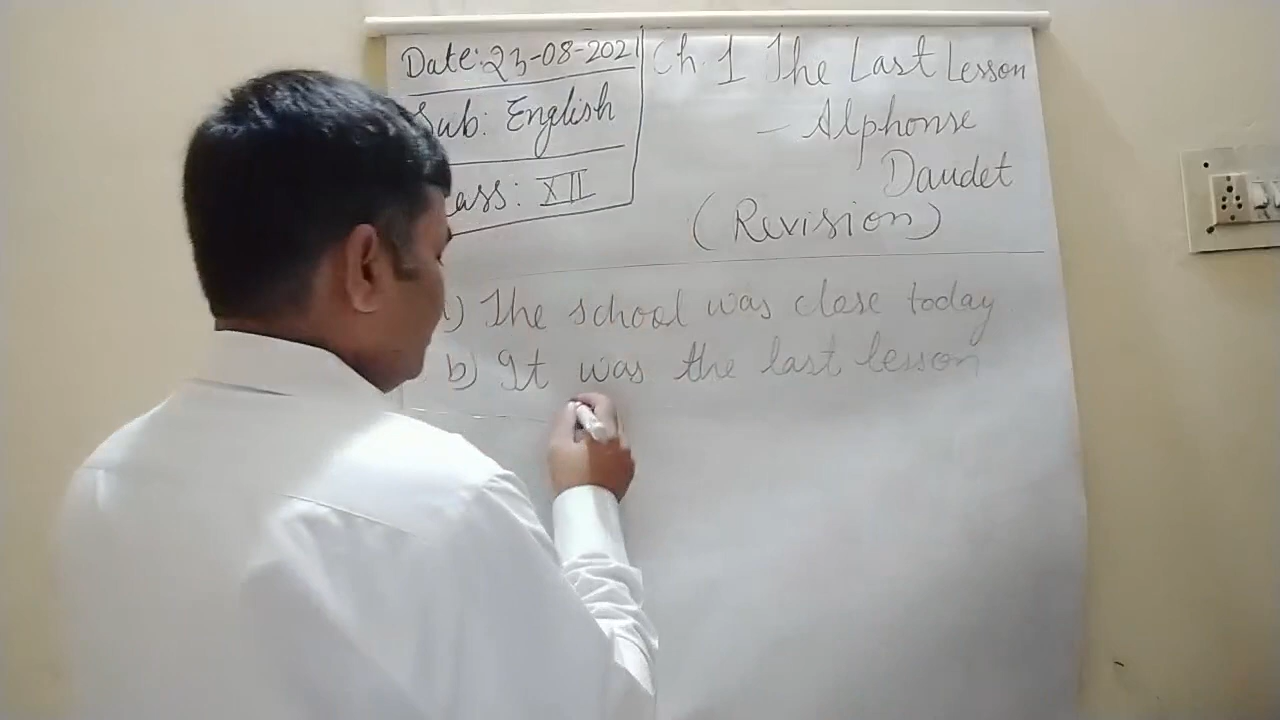 Date: 23-08-2021
Sub: English
ass: XII
Ch. 1 The Last Lesson
- Alphonse
Daudet
(Revision)
) The school was close today
b) It was the last lesson